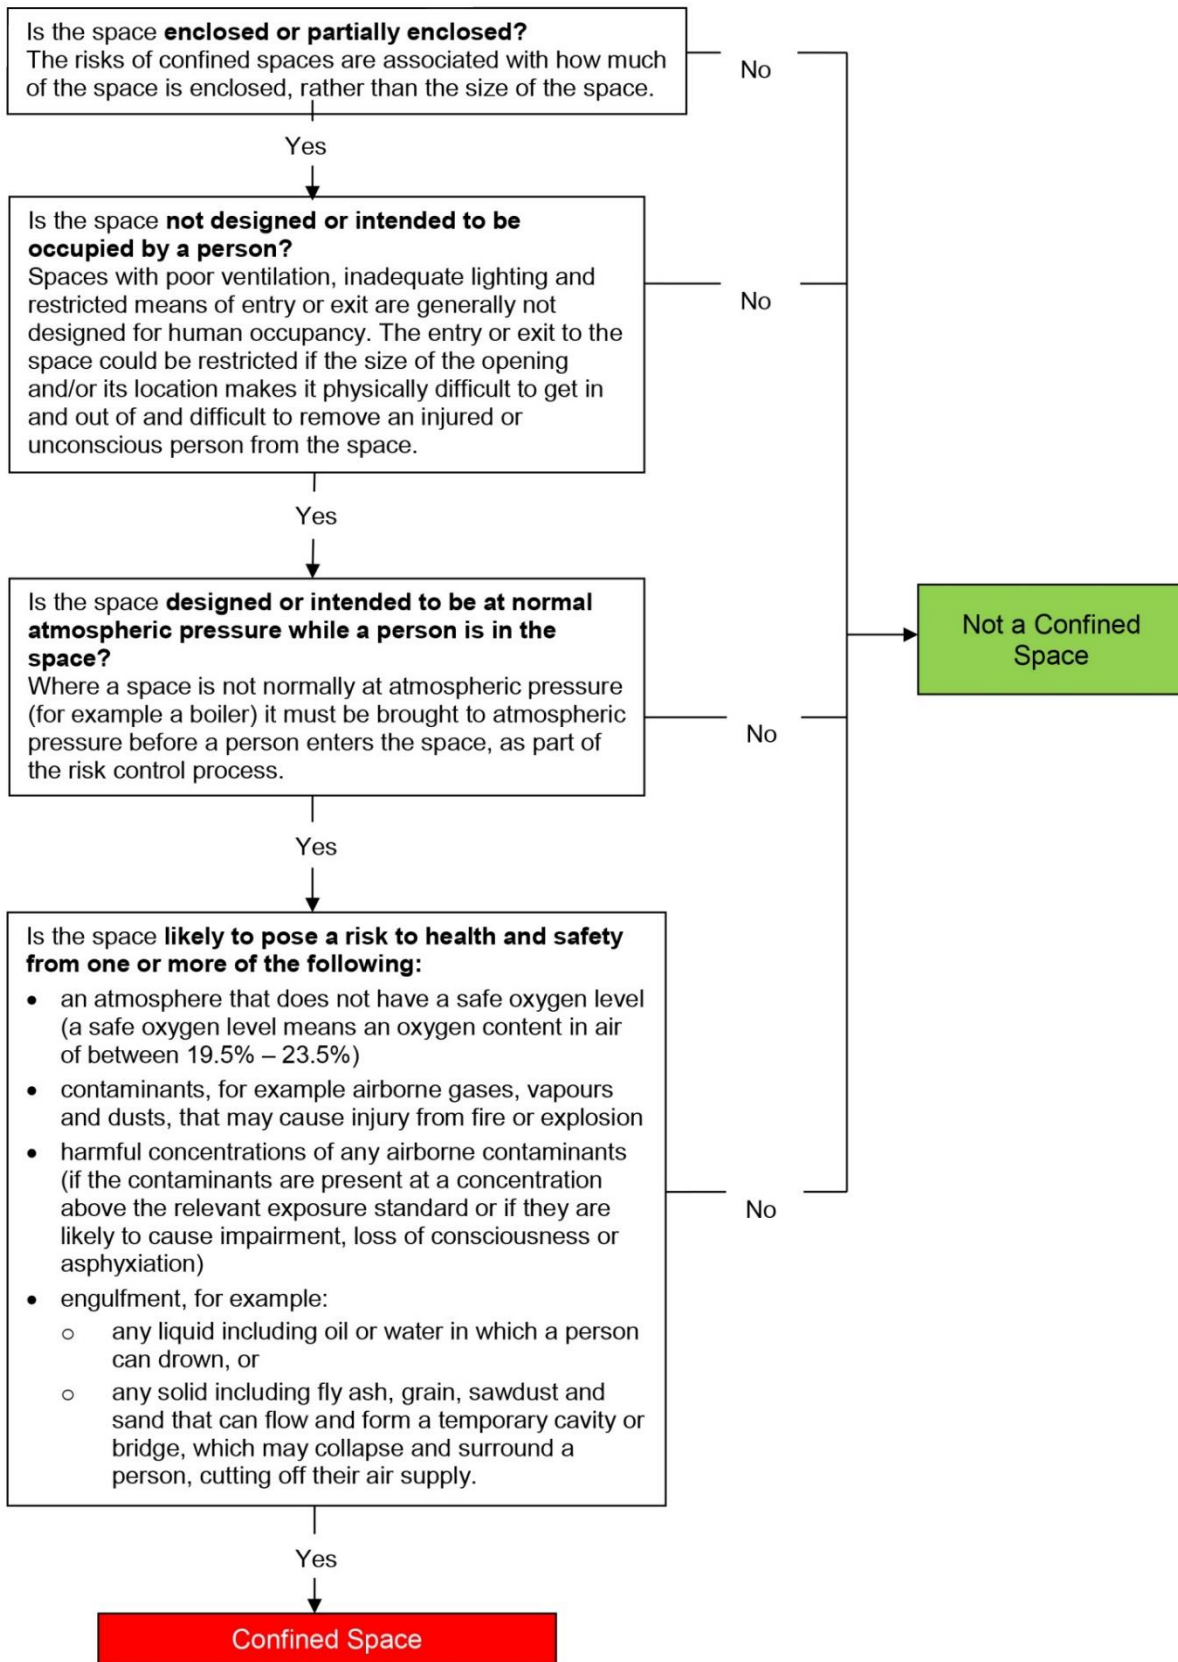 Is the space enclosed or partially enclosed?
The risks of confined spaces are associated with how much
of the space is enclosed, rather than the size of the space.
No
Yes
Is the space not designed or intended to be
occupied by a person?
Spaces with poor ventilation, inadequate lighting and
restricted means of entry or exit are generally not
designed for human occupancy. The entry or exit to the
space could be restricted if the size of the opening
and/or its location makes it physically difficult to get in
and out of and difficult to remove an injured or
unconscious person from the space.
No
Yes
Is the space designed or intended to be at normal
atmospheric pressure while a person is in the
space?
Where a space is not normally at atmospheric pressure
(for example a boiler) it must be brought to atmospheric
pressure before a person enters the space, as part of
the risk control process.
No
Not a Confined
Space
Yes
Is the space likely to pose a risk to health and safety
from one or more of the following:
• an atmosphere that does not have a safe oxygen level
(a safe oxygen level means an oxygen content in air
of between 19.5% – 23.5%)
• contaminants, for example airborne gases, vapours
and dusts, that may cause injury from fire or explosion
• harmful concentrations of any airborne contaminants
(if the contaminants are present at a concentration
above the relevant exposure standard or if they are
likely to cause impairment, loss of consciousness or
asphyxiation)
• engulfment, for example:
o any liquid including oil or water in which a person
can drown, or
o any solid including fly ash, grain, sawdust and
sand that can flow and form a temporary cavity or
bridge, which may collapse and surround a
person, cutting off their air supply.
No
Yes
Confined Space